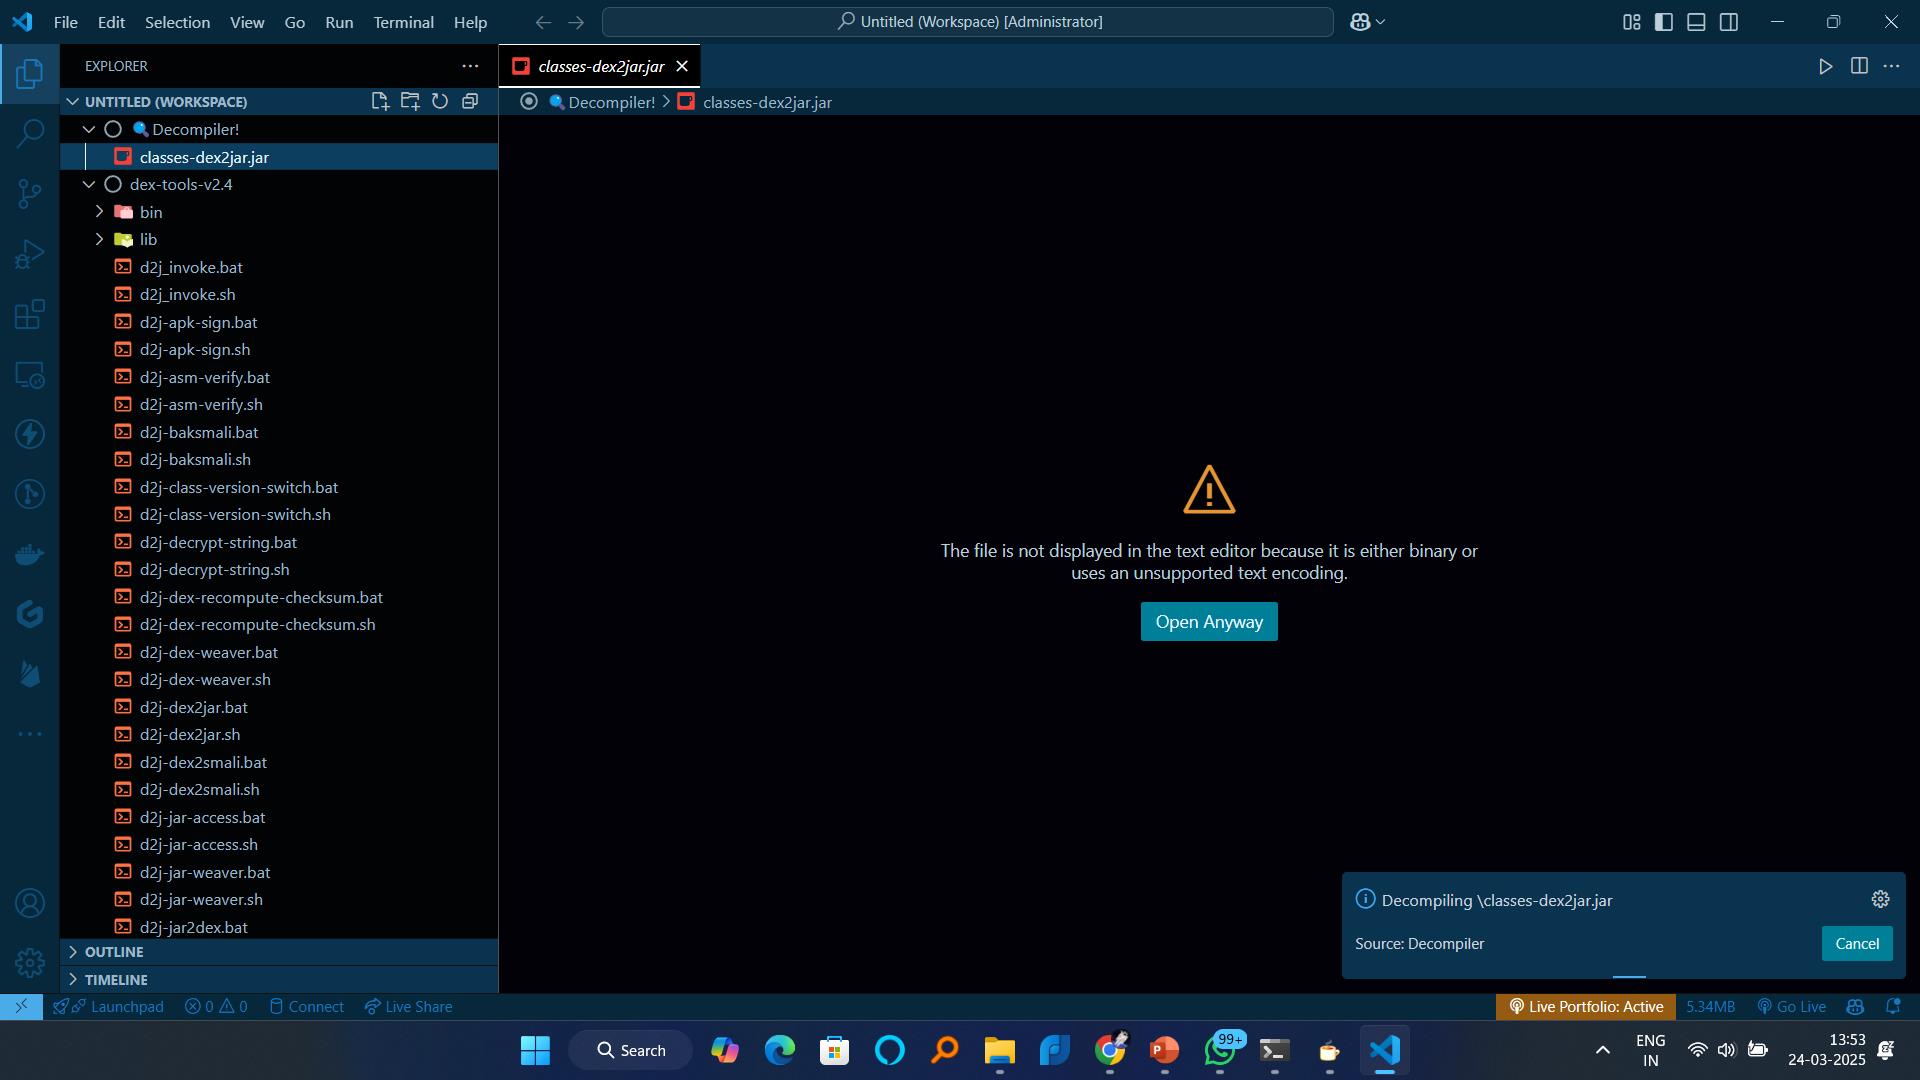 File Edit Selection View Go Run Terminal Help
Untitled (Workspace) [Administrator]
EXPLORER
classes-dex2jar.jar
UNTITLED (WORKSPACE)
Decompiler! classes-dex2jar.jar
Decompiler!
classes-dex2jar.jar
dex-tools-v2.4
bin
lib
d2j_invoke.bat
d2j_invoke.sh
d2j-apk-sign.bat
d2j-apk-sign.sh
d2j-asm-verify.bat
d2j-asm-verify.sh
d2j-baksmali.bat
d2j-baksmali.sh
d2j-class-version-switch.bat
d2j-class-version-switch.sh
d2j-decrypt-string.bat
d2j-decrypt-string.sh
d2j-dex-recompute-checksum.bat
d2j-dex-recompute-checksum.sh
d2j-dex-weaver.bat
d2j-dex-weaver.sh
d2j-dex2jar.bat
d2j-dex2jar.sh
d2j-dex2smali.bat
d2j-dex2smali.sh
d2j-jar-access.bat
d2j-jar-access.sh
d2j-jar-weaver.bat
d2j-jar-weaver.sh
d2j-jar2dex.bat
OUTLINE
TIMELINE
The file is not displayed in the text editor because it is either binary or
uses an unsupported text encoding.
Open Anyway
Decompiling \classes-dex2jar.jar
Source: Decompiler
Cancel
Launchpad 0 0 Connect Live Share
Live Portfolio: Active 5.34MB Go Live
Search
99+
ENG
IN
13:53
24-03-2025